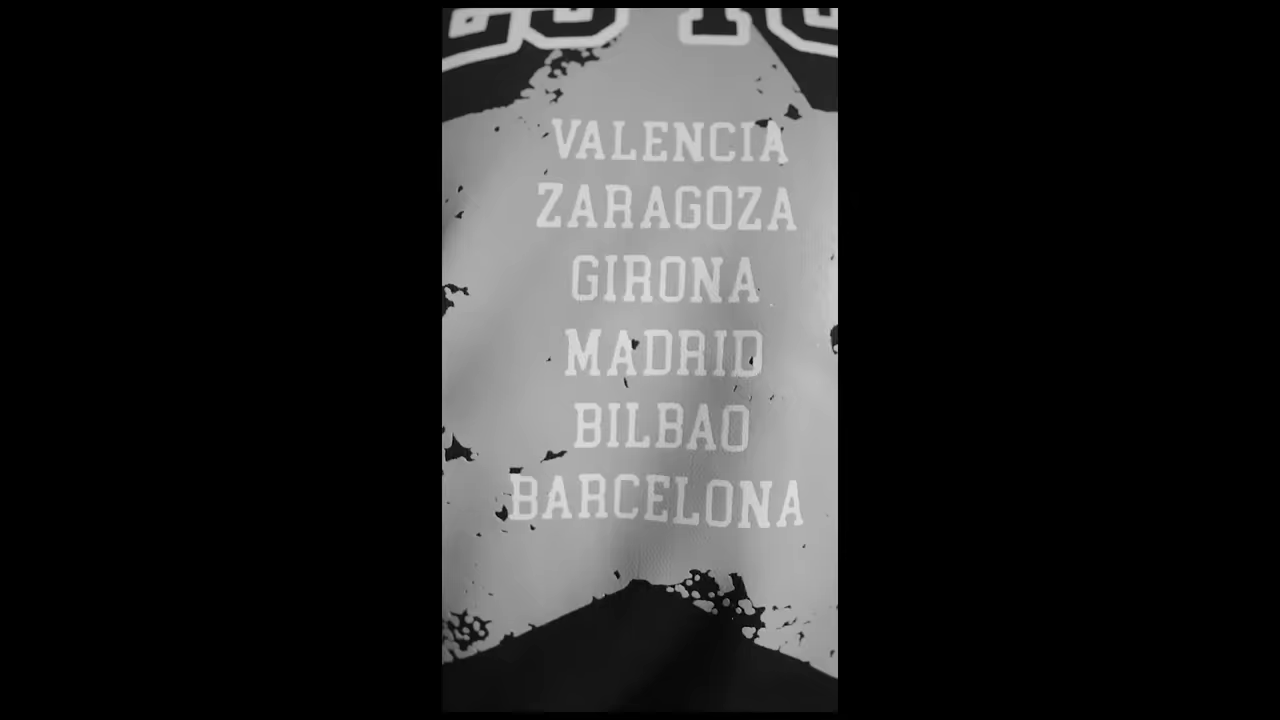 VALENCIA
ZARAGOZA
GIRONA
MADRID
BILBAO
BARCELONA